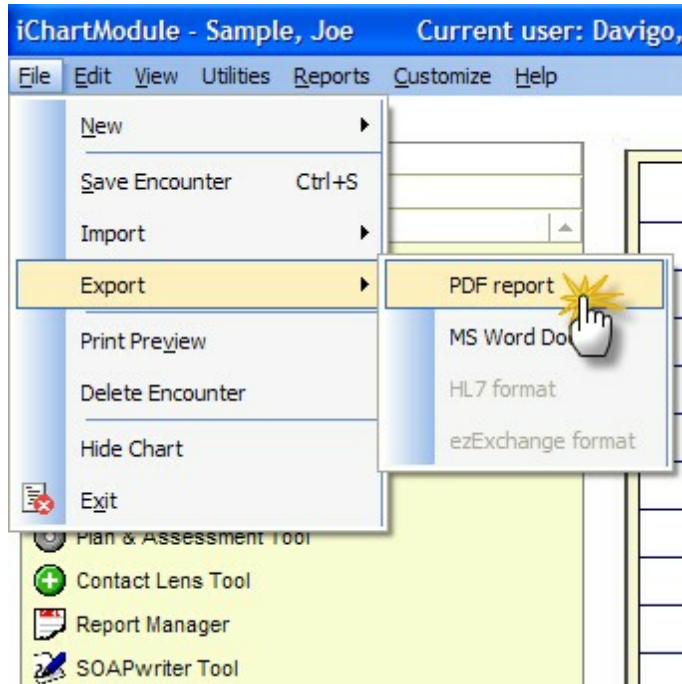 iChartModule - Sample, Joe Current user: Davigo,
File Edit View Utilities Reports Customize Help
New
Save Encounter Ctrl+S
Import
Export
PDF report
Print Preview
MS Word Do
Delete Encounter
HL7 format
Hide Chart
ezExchange format
Exit
Plan & Assessment Tool
Contact Lens Tool
Report Manager
SOAPwriter Tool